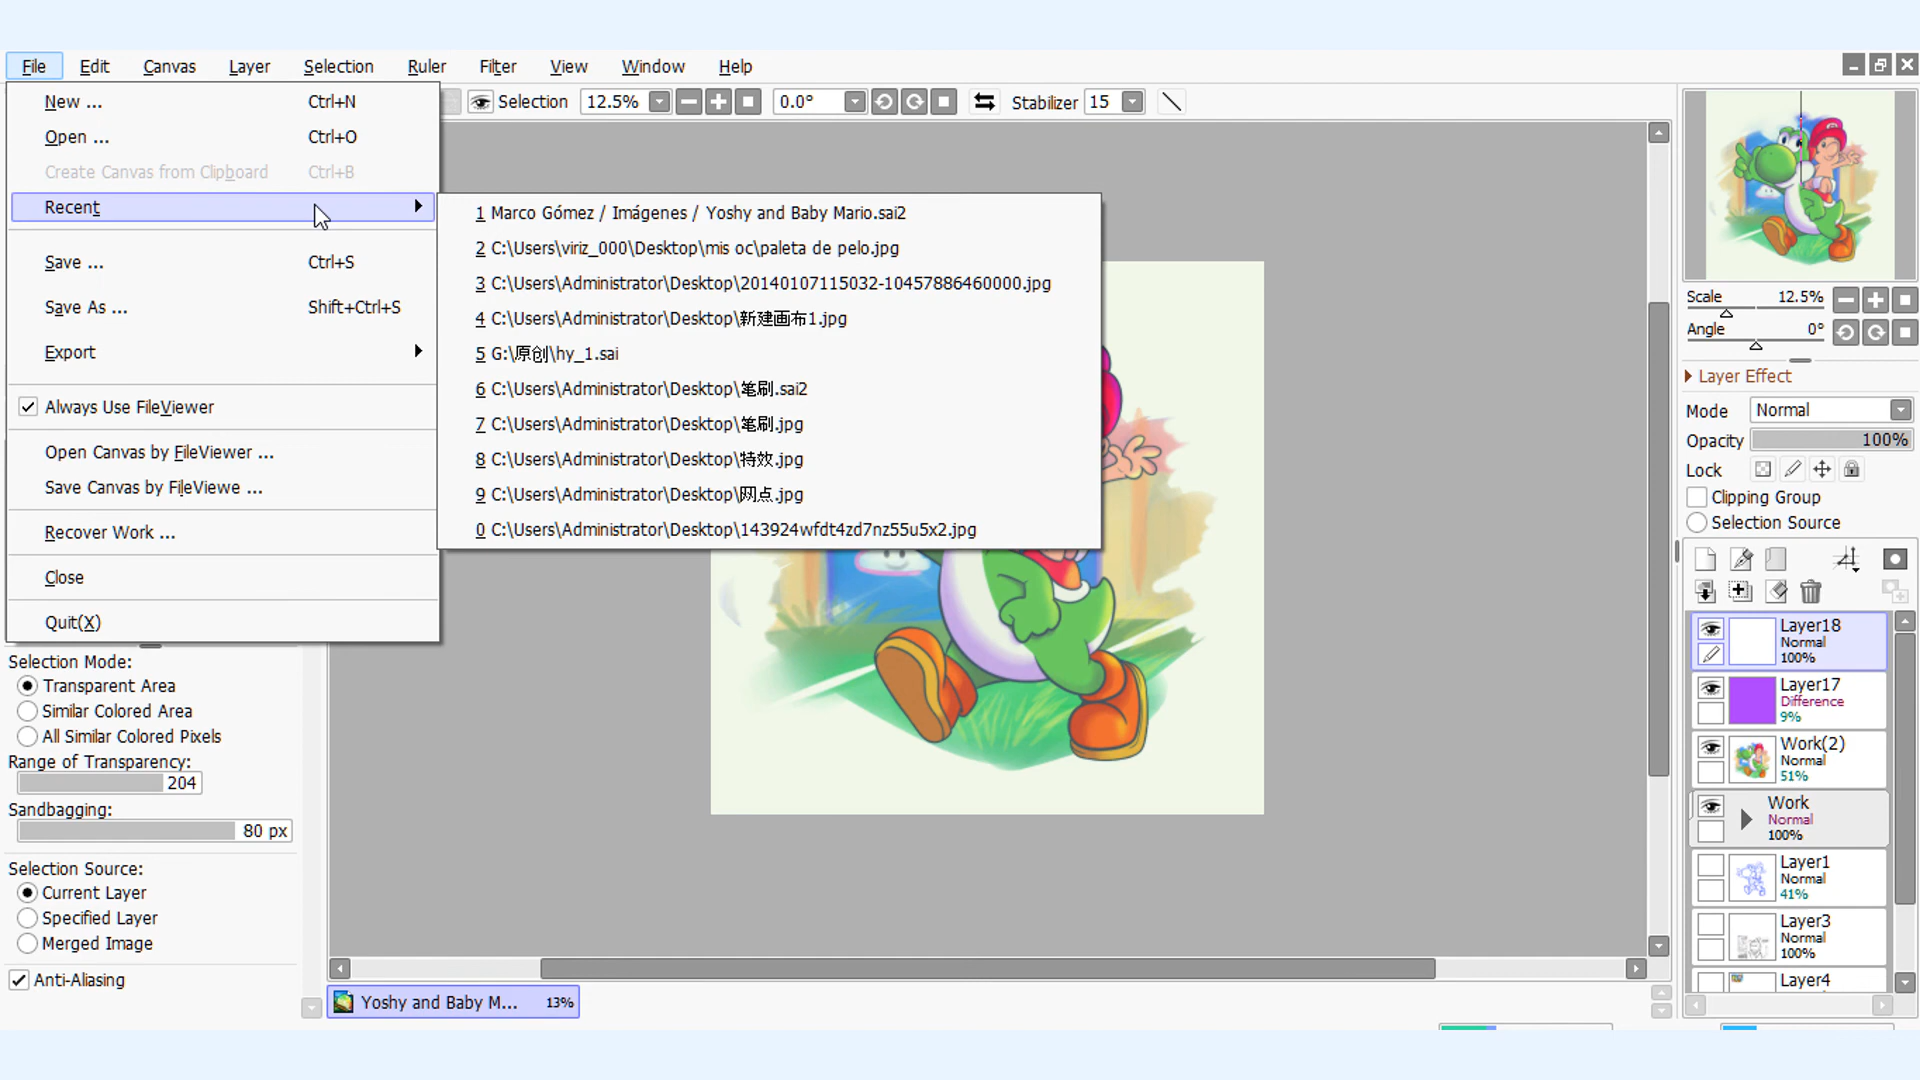 File Edit Canvas Layer Selection Ruler Filter View Window Help
New ... Ctrl+N
Open ... Ctrl+O
Create Canvas from Clipboard Ctrl+B
Recent
Save ... Ctrl+S
Save As ... Shift+Ctrl+S
Export
Always Use FileViewer
Open Canvas by FileViewer ...
Save Canvas by FileViewe ...
Recover Work ...
Close
Quit(X)
Selection 12.5% 0.0° Stabilizer 15
1 Marco Gómez / Imágenes / Yoshy and Baby Mario.sai2
2 C:\Users\viriz_000\Desktop\mis oc\paleta de pelo.jpg
3 C:\Users\Administrator\Desktop\20140107115032-10457886460000.jpg
4 C:\Users\Administrator\Desktop\新建画布1.jpg
5 G:\原创\hy_1.sai
6 C:\Users\Administrator\Desktop\笔刷.sai2
7 C:\Users\Administrator\Desktop\笔刷.jpg
8 C:\Users\Administrator\Desktop\特效.jpg
9 C:\Users\Administrator\Desktop\网点.jpg
0 C:\Users\Administrator\Desktop\143924wfdt4zd7nz55u5x2.jpg
Selection Mode:
Transparent Area
Similar Colored Area
All Similar Colored Pixels
Range of Transparency:
204
Sandbagging:
80 px
Selection Source:
Current Layer
Specified Layer
Merged Image
Anti-Aliasing
Yoshy and Baby M... 13%
Scale 12.5%
Angle 0°
Layer Effect
Mode Normal
Opacity 100%
Lock
Clipping Group
Selection Source
Layer18
Normal
100%
Layer17
Difference
9%
Work(2)
Normal
51%
Work
Normal
100%
Layer1
Normal
41%
Layer3
Normal
100%
Layer4